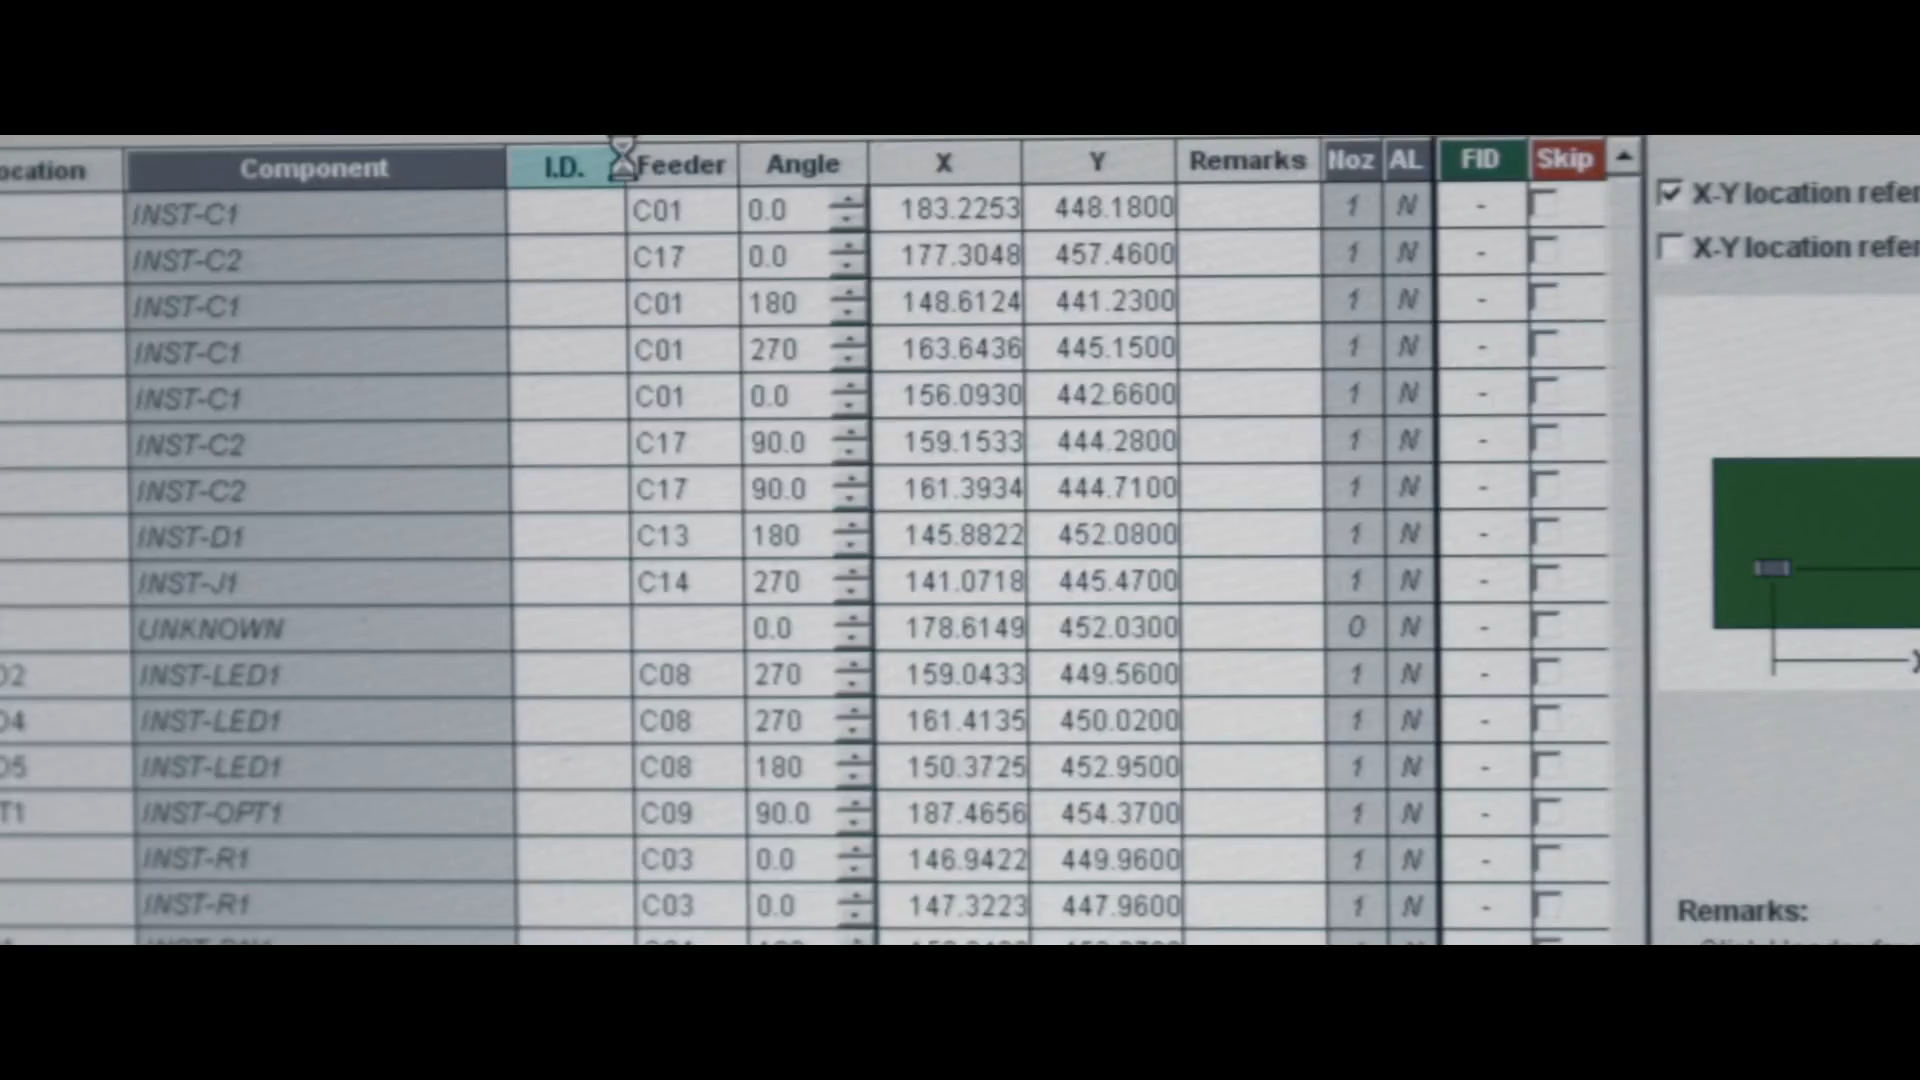 ocation Component I.D. Feeder Angle X Y Remarks Noz AL FID Skip
INST-C1 C01 0.0 183.2253 448.1800 1 N -
INST-C2 C17 0.0 177.3048 457.4600 1 N -
INST-C1 C01 180 148.6124 441.2300 1 N -
INST-C1 C01 270 163.6436 445.1500 1 N -
INST-C1 C01 0.0 156.0930 442.6600 1 N -
INST-C2 C17 90.0 159.1533 444.2800 1 N -
INST-C2 C17 90.0 161.3934 444.7100 1 N -
INST-D1 C13 180 145.8822 452.0800 1 N -
INST-J1 C14 270 141.0718 445.4700 1 N -
UNKNOWN 0.0 178.6149 452.0300 0 N -
D2 INST-LED1 C08 270 159.0433 449.5600 1 N -
D4 INST-LED1 C08 270 161.4135 450.0200 1 N -
D5 INST-LED1 C08 180 150.3725 452.9500 1 N -
T1 INST-OPT1 C09 90.0 187.4656 454.3700 1 N -
INST-R1 C03 0.0 146.9422 449.9600 1 N -
INST-R1 C03 0.0 147.3223 447.9600 1 N -
X-Y location refer
X-Y location refer
X
Remarks: